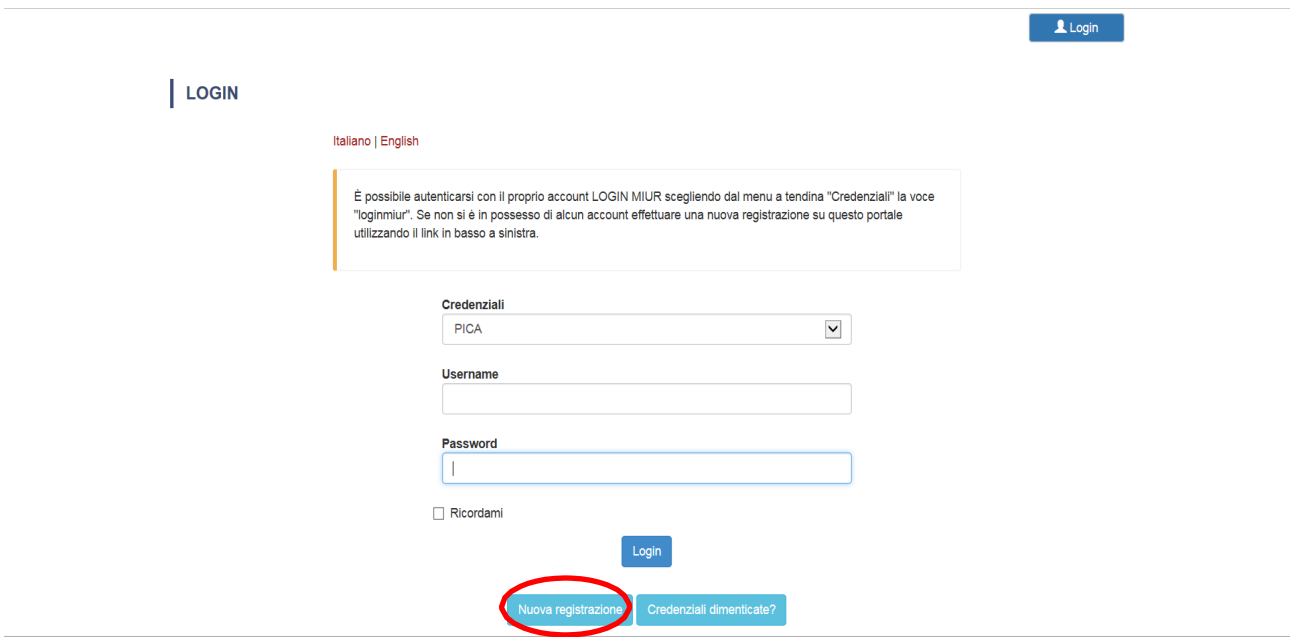 Login
LOGIN
Italiano | English
È possibile autenticarsi con il proprio account LOGIN MIUR scegliendo dal menu a tendina "Credenziali" la voce
"loginmiur". Se non si è in possesso di alcun account effettuare una nuova registrazione su questo portale
utilizzando il link in basso a sinistra.
Credenziali
PICA
Username
Password
Ricordami
Login
Nuova registrazione
Credenziali dimenticate?